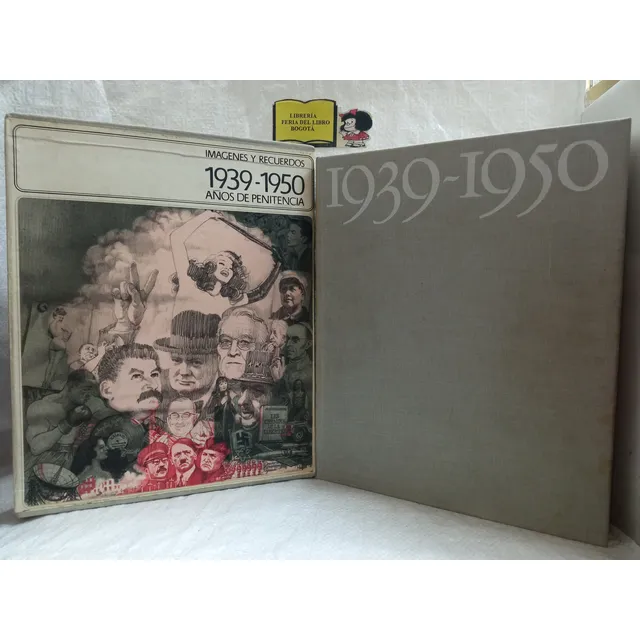 LIBRERÍA
FERIA DEL LIBRO
BOGOTÁ
IMAGENES Y RECUERDOS
1939-1950
AÑOS DE PENITENCIA
1939-1950